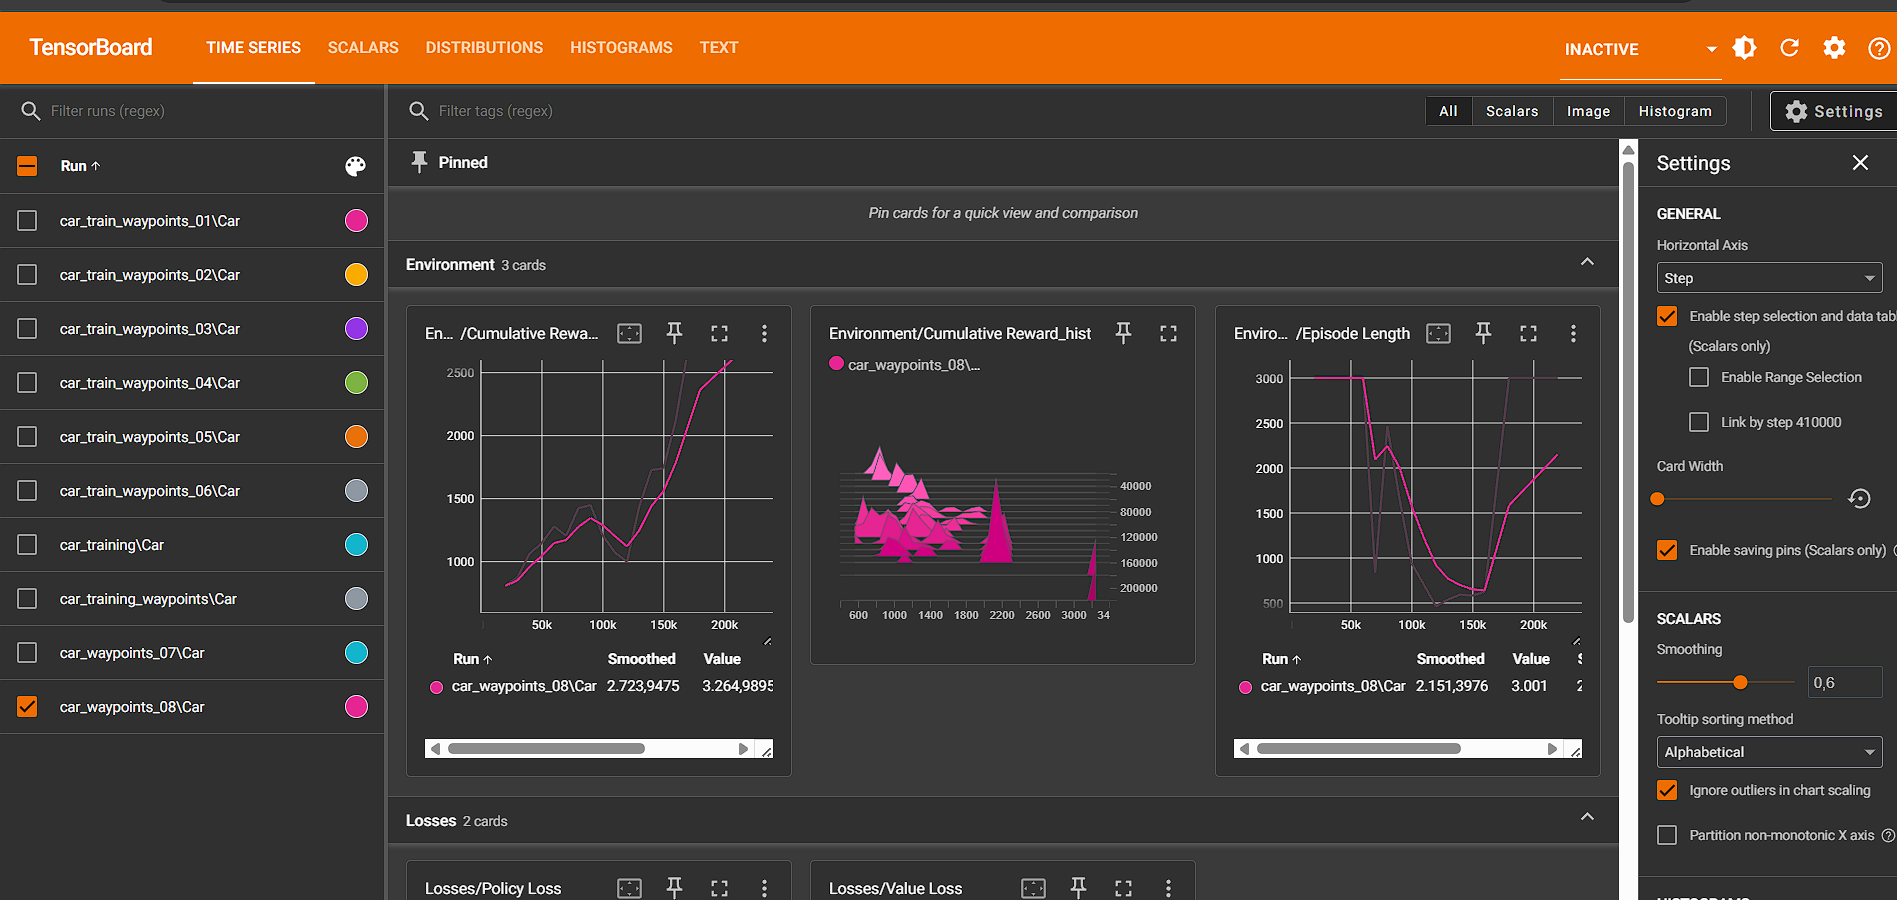 TensorBoard
TIME SERIES
SCALARS
DISTRIBUTIONS
HISTOGRAMS
TEXT
INACTIVE
Filter runs (regex)
Filter tags (regex)
All
Scalars
Image
Histogram
Settings
Run ↑
car_train_waypoints_01\Car
car_train_waypoints_02\Car
car_train_waypoints_03\Car
car_train_waypoints_04\Car
car_train_waypoints_05\Car
car_train_waypoints_06\Car
car_training\Car
car_training_waypoints\Car
car_waypoints_07\Car
car_waypoints_08\Car
Pinned
Pin cards for a quick view and comparison
Environment 3 cards
En... /Cumulative Rewa...
2500
2000
1500
1000
50k 100k 150k 200k
Run ↑ Smoothed Value
car_waypoints_08\Car 2.723,9475 3.264,9895
Environment/Cumulative Reward_hist
car_waypoints_08\...
40000
80000
120000
160000
200000
600 1000 1400 1800 2200 2600 3000 34
Enviro... /Episode Length
3000
2500
2000
1500
1000
500
50k 100k 150k 200k
Run ↑ Smoothed Value S
car_waypoints_08\Car 2.151,3976 3.001 2
Losses 2 cards
Losses/Policy Loss
Losses/Value Loss
Settings
GENERAL
Horizontal Axis
Step
Enable step selection and data tab
(Scalars only)
Enable Range Selection
Link by step 410000
Card Width
Enable saving pins (Scalars only)
SCALARS
Smoothing
0,6
Tooltip sorting method
Alphabetical
Ignore outliers in chart scaling
Partition non-monotonic X axis
HISTOGRAMS